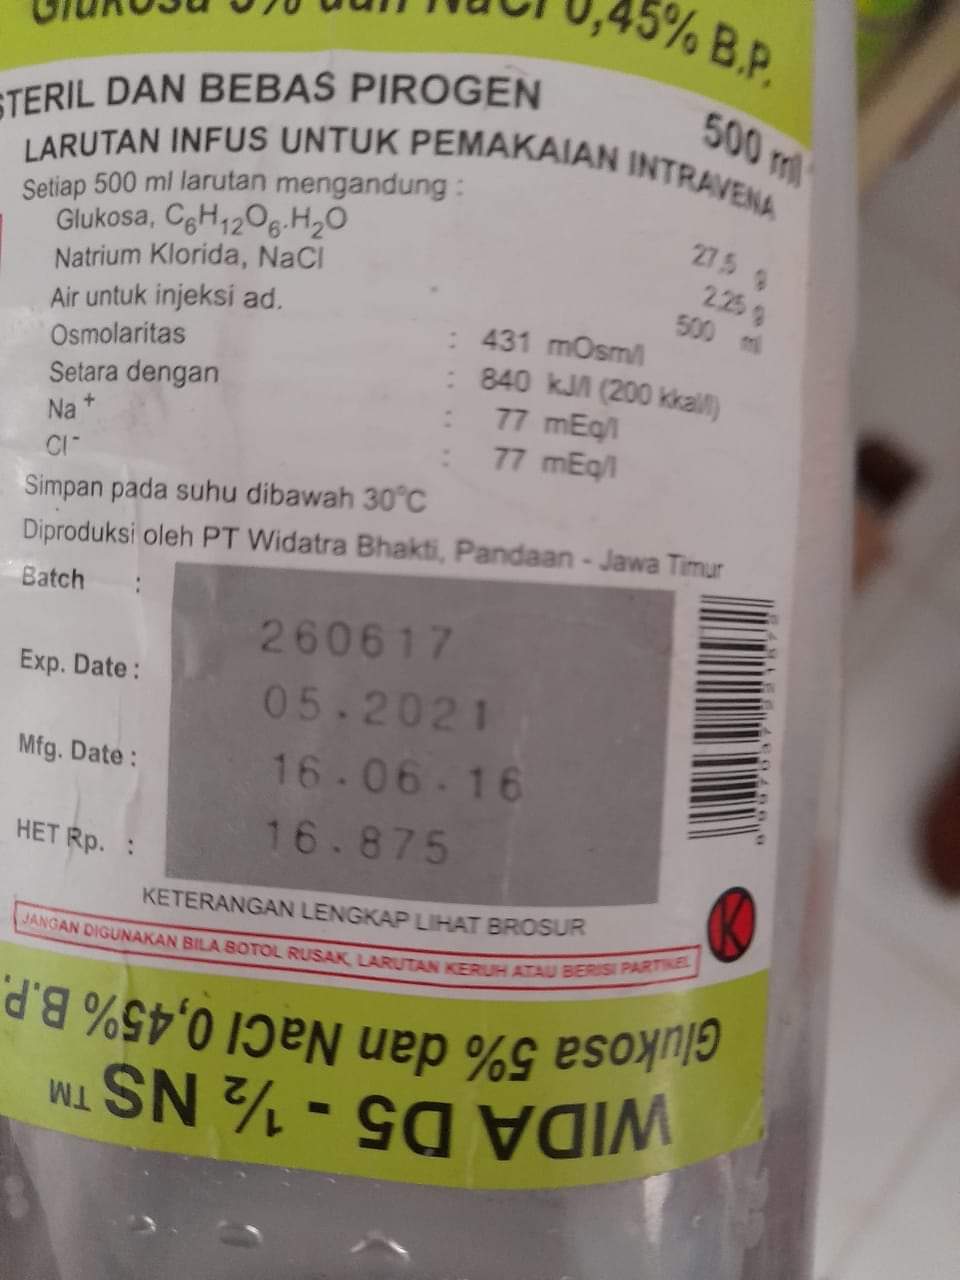 Glukosa 5% dan NaCl 0,45% B.P.
STERIL DAN BEBAS PIROGEN
500 ml
LARUTAN INFUS UNTUK PEMAKAIAN INTRAVENA
Setiap 500 ml larutan mengandung :
Glukosa, C₆H₁₂O₆.H₂O 27,5 g
Natrium Klorida, NaCl 2,25 g
Air untuk injeksi ad. 500 ml
Osmolaritas : 431 mOsm/l
Setara dengan : 840 kJ/l (200 kkal/l)
Na⁺ : 77 mEq/l
Cl⁻ : 77 mEq/l
Simpan pada suhu dibawah 30°C
Diproduksi oleh PT Widatra Bhakti, Pandaan - Jawa Timur
Batch : 260617
Exp. Date : 05.2021
Mfg. Date : 16.06.16
HET Rp. : 16.875
KETERANGAN LENGKAP LIHAT BROSUR
JANGAN DIGUNAKAN BILA BOTOL RUSAK, LARUTAN KERUH ATAU BERISI PARTIKEL
K
WIDA D5 - ½ NS™
Glukosa 5% dan NaCl 0,45% B.P.